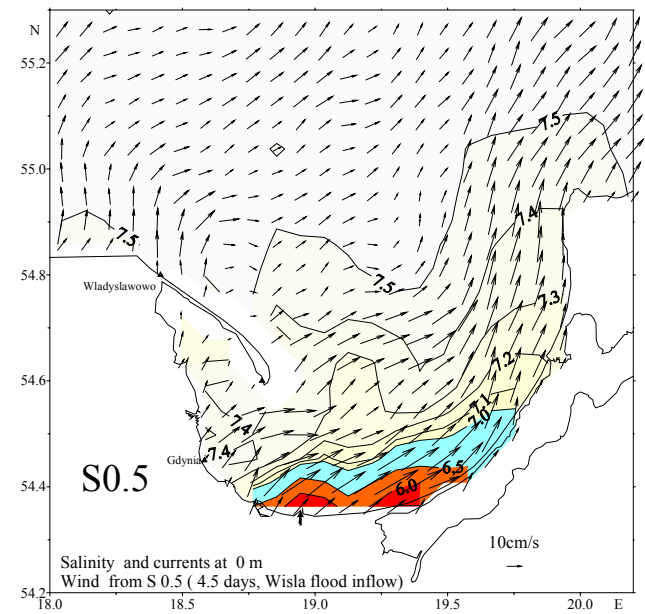 N
55.2
55.0
54.8
54.6
54.4
54.2
7.5
7.5
7.4
7.5
7.3
Wladyslawowo
7.2
7.1
7.0
7.4
7.4
Gdynia
6.5
6.0
S0.5
10cm/s
Salinity and currents at 0 m
Wind from S 0.5 ( 4.5 days, Wisla flood inflow)
18.0 18.5 19.0 19.5 20.0 E